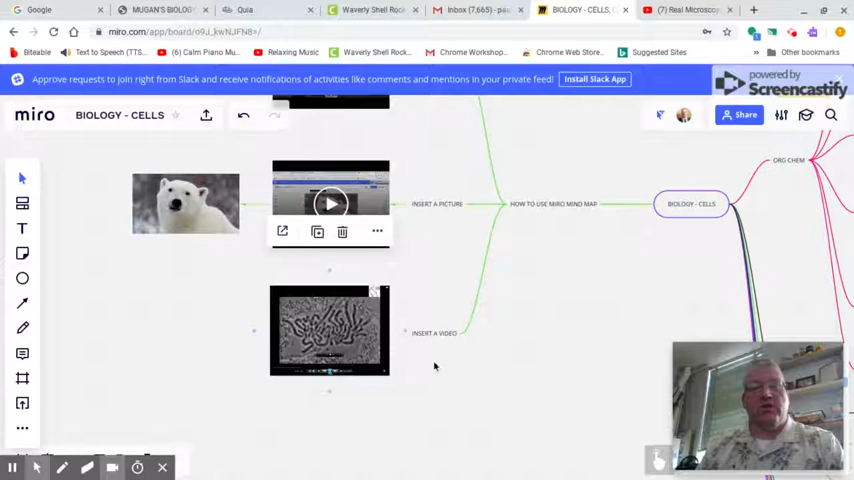 Google
MUGAN'S BIOLOGY
Quia
Waverly Shell Rock
Inbox (7,665) - pau
BIOLOGY - CELLS, O
(7) Real Microscop
miro.com/app/board/o9J_kwNJFN8=/
Biteable
Text to Speech (TTS...
(6) Calm Piano Mu...
Relaxing Music
Waverly Shell Rock...
Chrome Workshop...
Chrome Web Store...
Suggested Sites
Other bookmarks
Approve requests to join right from Slack and receive notifications of activities like comments and mentions in your private feed!
Install Slack App
powered by
Screencastify
miro
BIOLOGY - CELLS
Share
ORG CHEM
INSERT A PICTURE
HOW TO USE MIRO MIND MAP
BIOLOGY - CELLS
INSERT A VIDEO